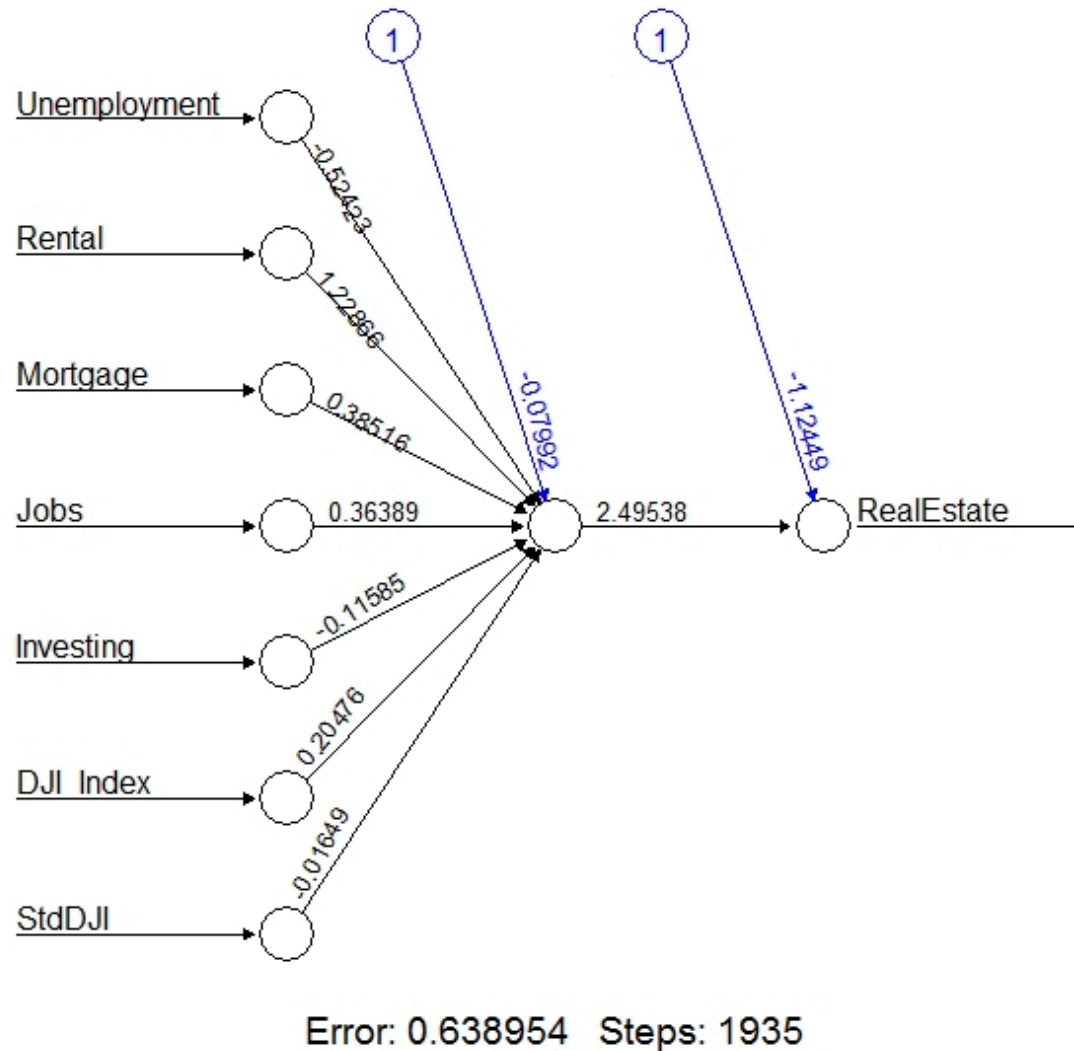 1
1
Unemployment
-0.52423
Rental
1.22866
Mortgage
0.38516
-0.07992
-1.12449
Jobs
0.36389
2.49538
RealEstate
Investing
-0.11585
DJI_Index
0.20476
StdDJI
-0.01649
Error: 0.638954 Steps: 1935